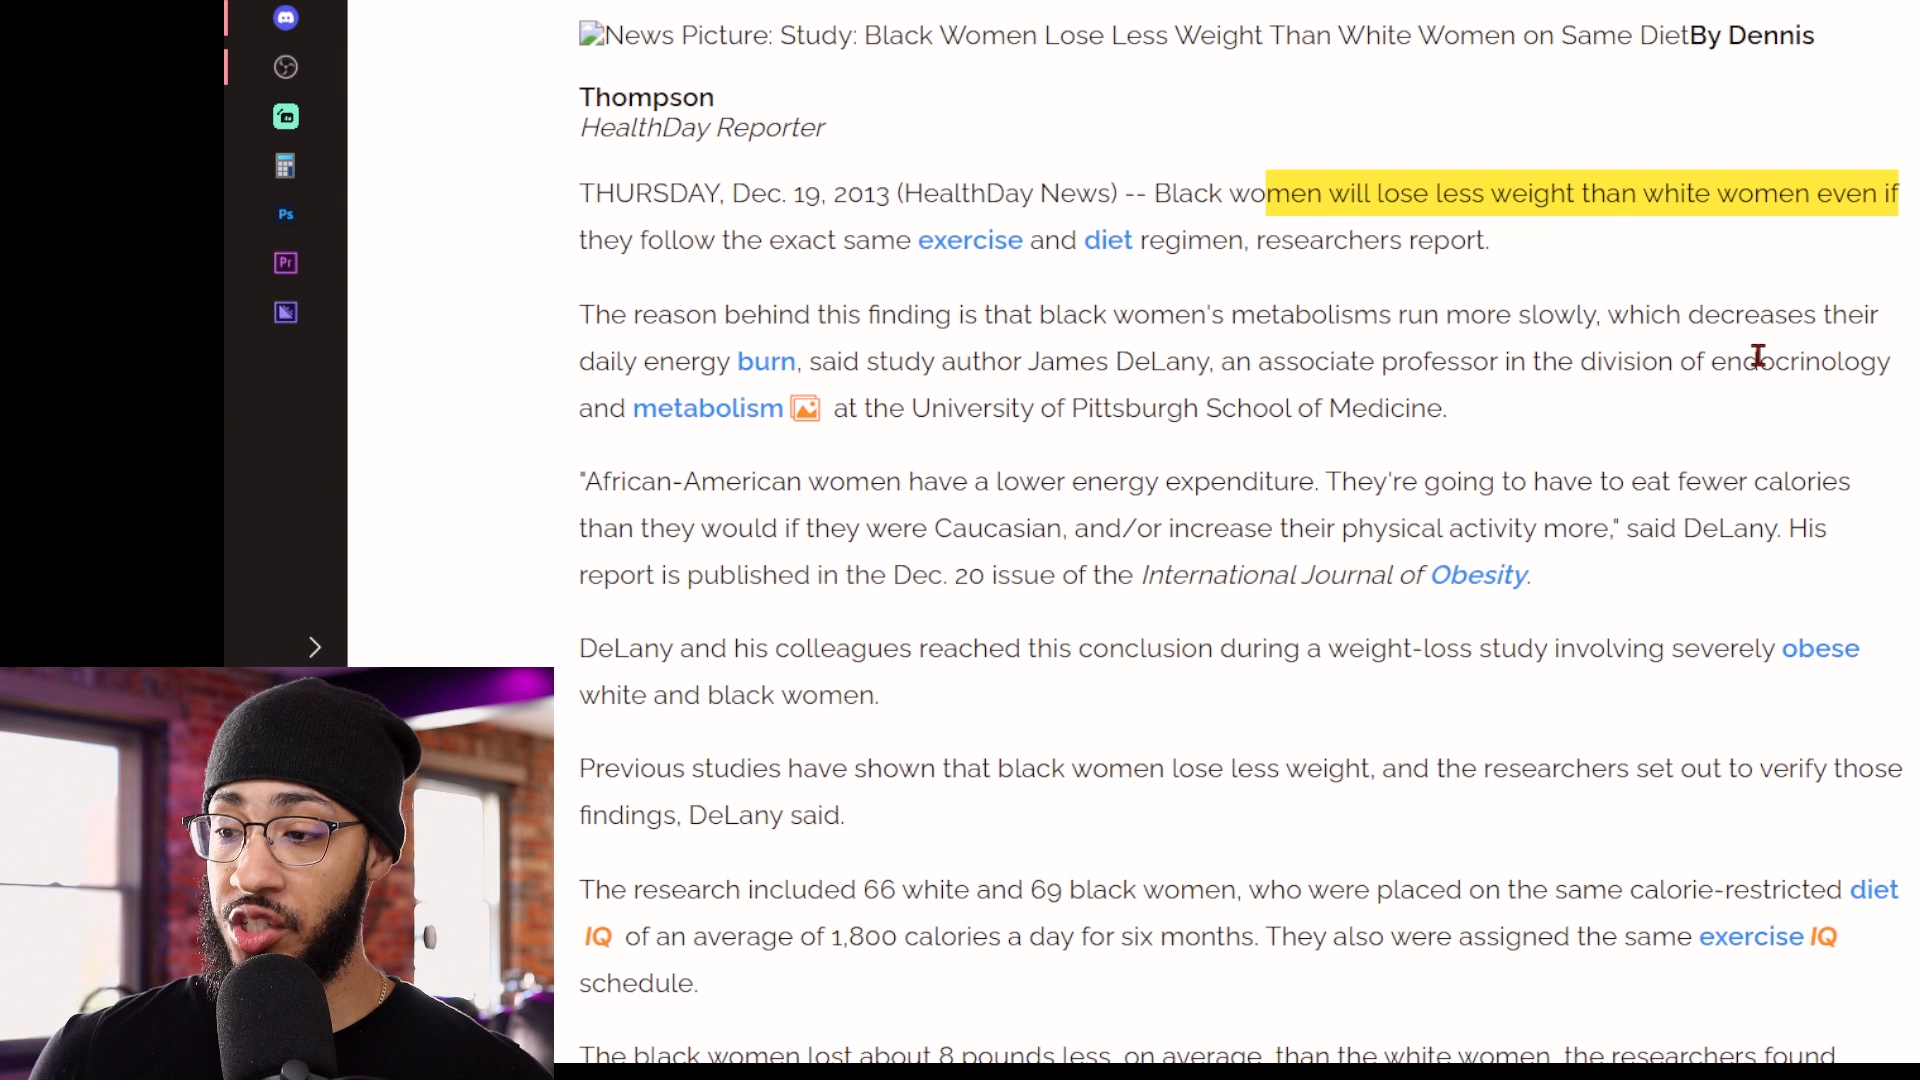 News Picture: Study: Black Women Lose Less Weight Than White Women on Same DietBy Dennis
Thompson
HealthDay Reporter
THURSDAY, Dec. 19, 2013 (HealthDay News) -- Black women will lose less weight than white women even if
they follow the exact same exercise and diet regimen, researchers report.
The reason behind this finding is that black women's metabolisms run more slowly, which decreases their
daily energy burn, said study author James DeLany, an associate professor in the division of endocrinology
and metabolism at the University of Pittsburgh School of Medicine.
"African-American women have a lower energy expenditure. They're going to have to eat fewer calories
than they would if they were Caucasian, and/or increase their physical activity more," said DeLany. His
report is published in the Dec. 20 issue of the International Journal of Obesity.
DeLany and his colleagues reached this conclusion during a weight-loss study involving severely obese
white and black women.
Previous studies have shown that black women lose less weight, and the researchers set out to verify those
findings, DeLany said.
The research included 66 white and 69 black women, who were placed on the same calorie-restricted diet
IQ of an average of 1,800 calories a day for six months. They also were assigned the same exercise IQ
schedule.
The black women lost about 8 pounds less, on average, than the white women, the researchers found
Ps
Pr